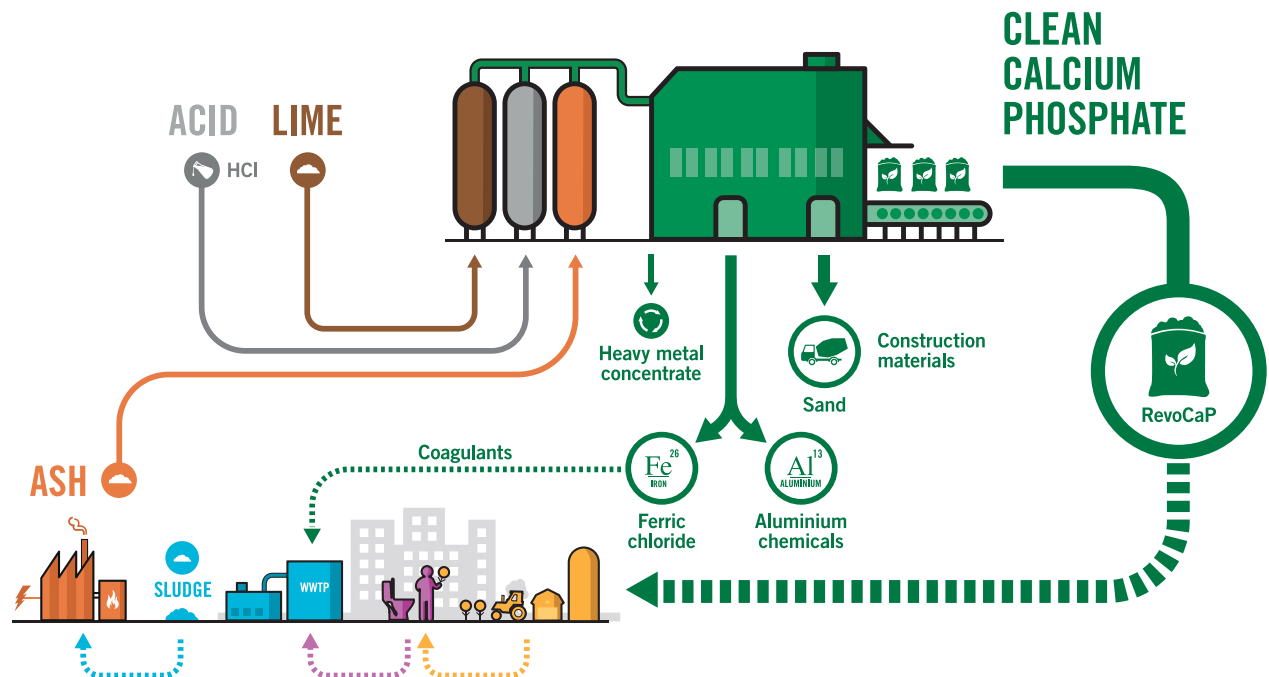 CLEAN
CALCIUM
PHOSPHATE
ACID
LIME
HCl
Heavy metal
concentrate
Construction
materials
Sand
RevoCaP
Coagulants
26
Fe
IRON
13
Al
ALUMINIUM
Ferric
chloride
Aluminium
chemicals
ASH
SLUDGE
WWTP